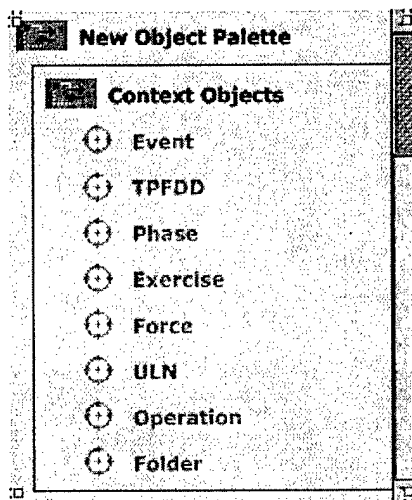 New Object Palette
Context Objects
Event
TPFDD
Phase
Exercise
Force
ULN
Operation
Folder